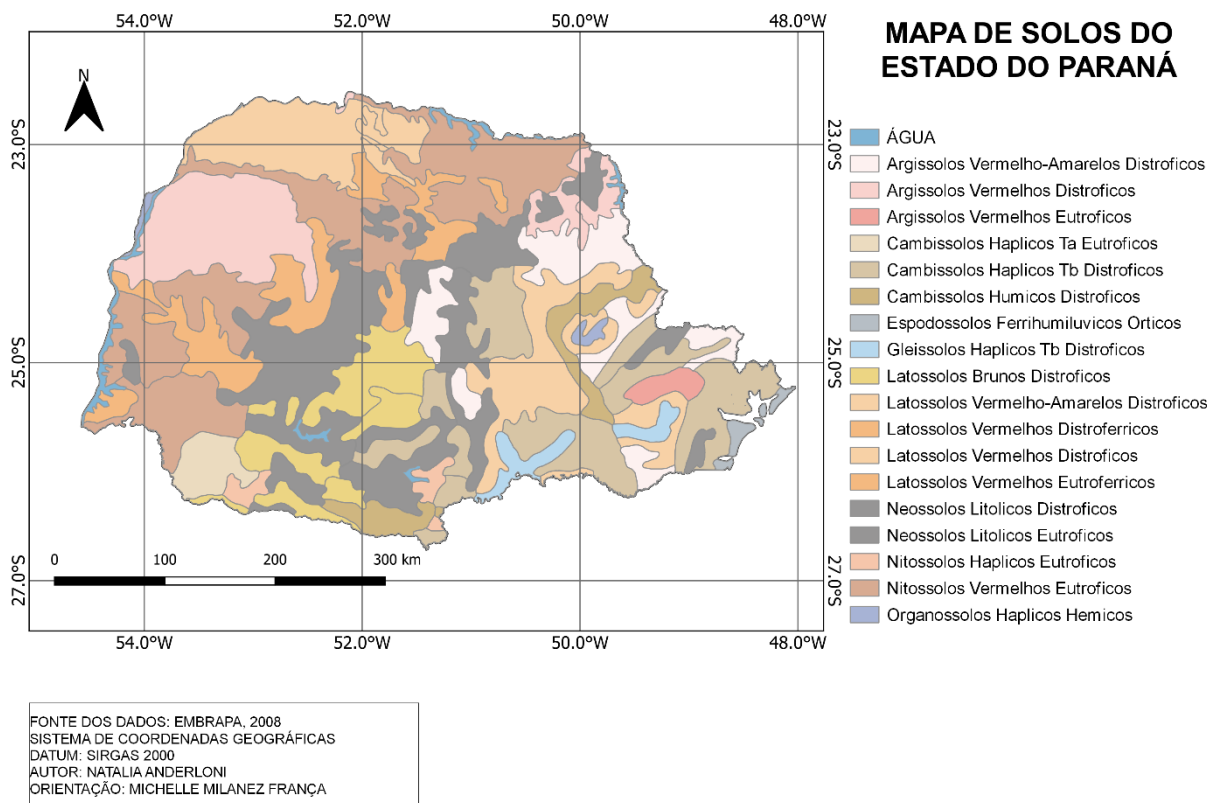 54.0°W 52.0°W 50.0°W 48.0°W
MAPA DE SOLOS DO
ESTADO DO PARANÁ
N
23.0°S 23.0°S
ÁGUA
Argissolos Vermelho-Amarelos Distroficos
Argissolos Vermelhos Distroficos
Argissolos Vermelhos Eutroficos
Cambissolos Haplicos Ta Eutroficos
Cambissolos Haplicos Tb Distroficos
Cambissolos Humicos Distroficos
Espodossolos Ferrihumiluvicos Orticos
25.0°S 25.0°S
Gleissolos Haplicos Tb Distroficos
Latossolos Brunos Distroficos
Latossolos Vermelho-Amarelos Distroficos
Latossolos Vermelhos Distroferricos
Latossolos Vermelhos Distroficos
Latossolos Vermelhos Eutroferricos
Neossolos Litolicos Distroficos
Neossolos Litolicos Eutroficos
Nitossolos Haplicos Eutroficos
Nitossolos Vermelhos Eutroficos
Organossolos Haplicos Hemicos
0 100 200 300 km
27.0°S 27.0°S
54.0°W 52.0°W 50.0°W 48.0°W
FONTE DOS DADOS: EMBRAPA, 2008
SISTEMA DE COORDENADAS GEOGRÁFICAS
DATUM: SIRGAS 2000
AUTOR: NATALIA ANDERLONI
ORIENTAÇÃO: MICHELLE MILANEZ FRANÇA